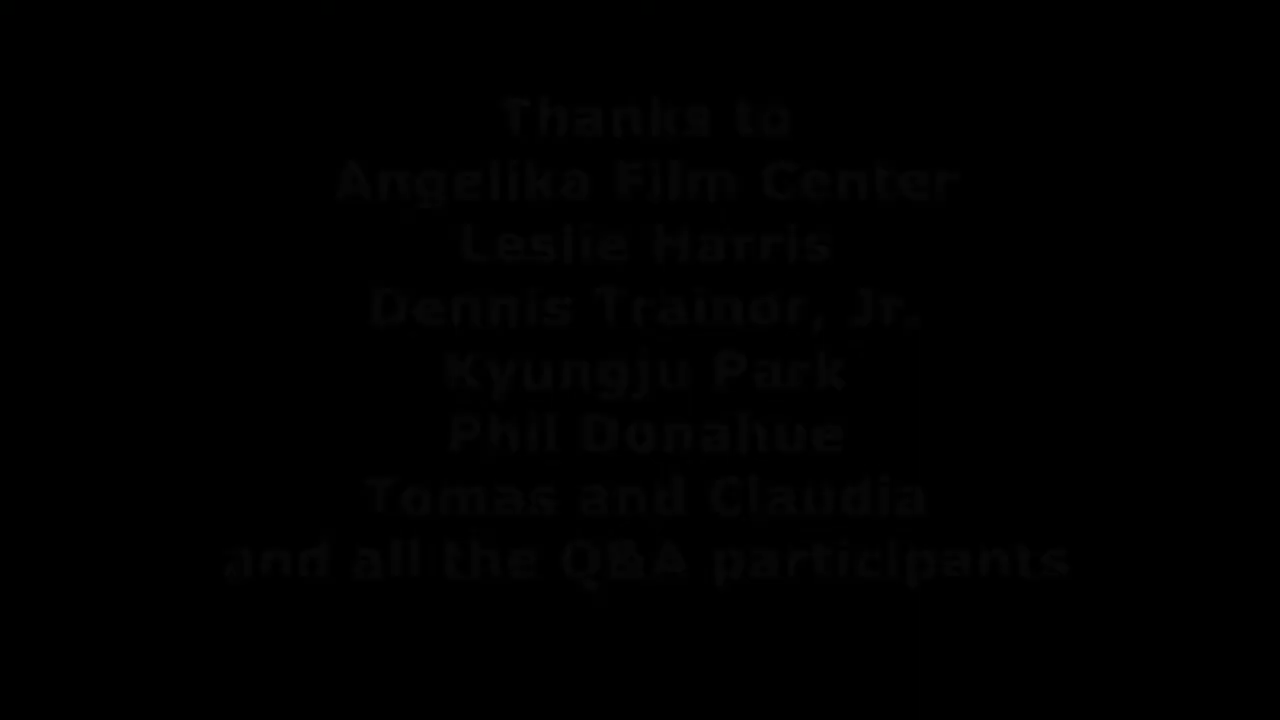 Thanks to
Angelika Film Center
Leslie Harris
Dennis Trainor, Jr.
Kyungju Park
Phil Donahue
Tomas and Claudia
and all the Q&A participants